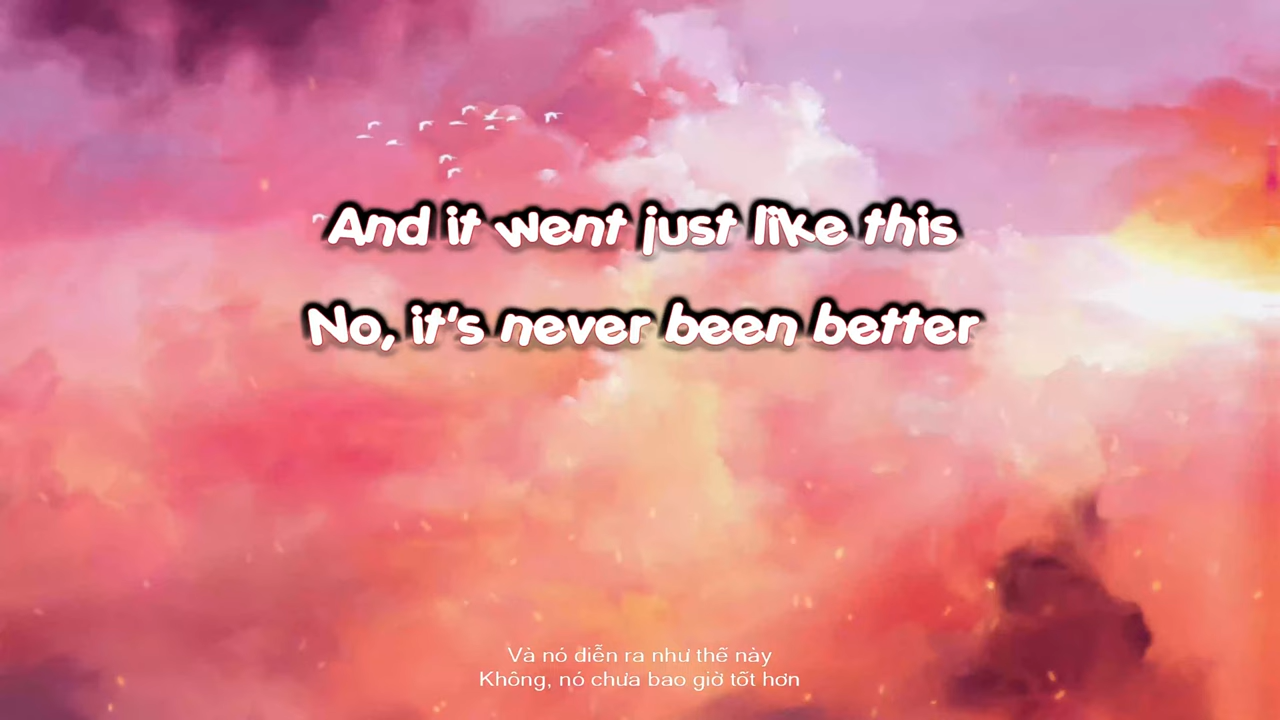 And it went just like this
No, it's never been better
Và nó diễn ra như thế này
Không, nó chưa bao giờ tốt hơn